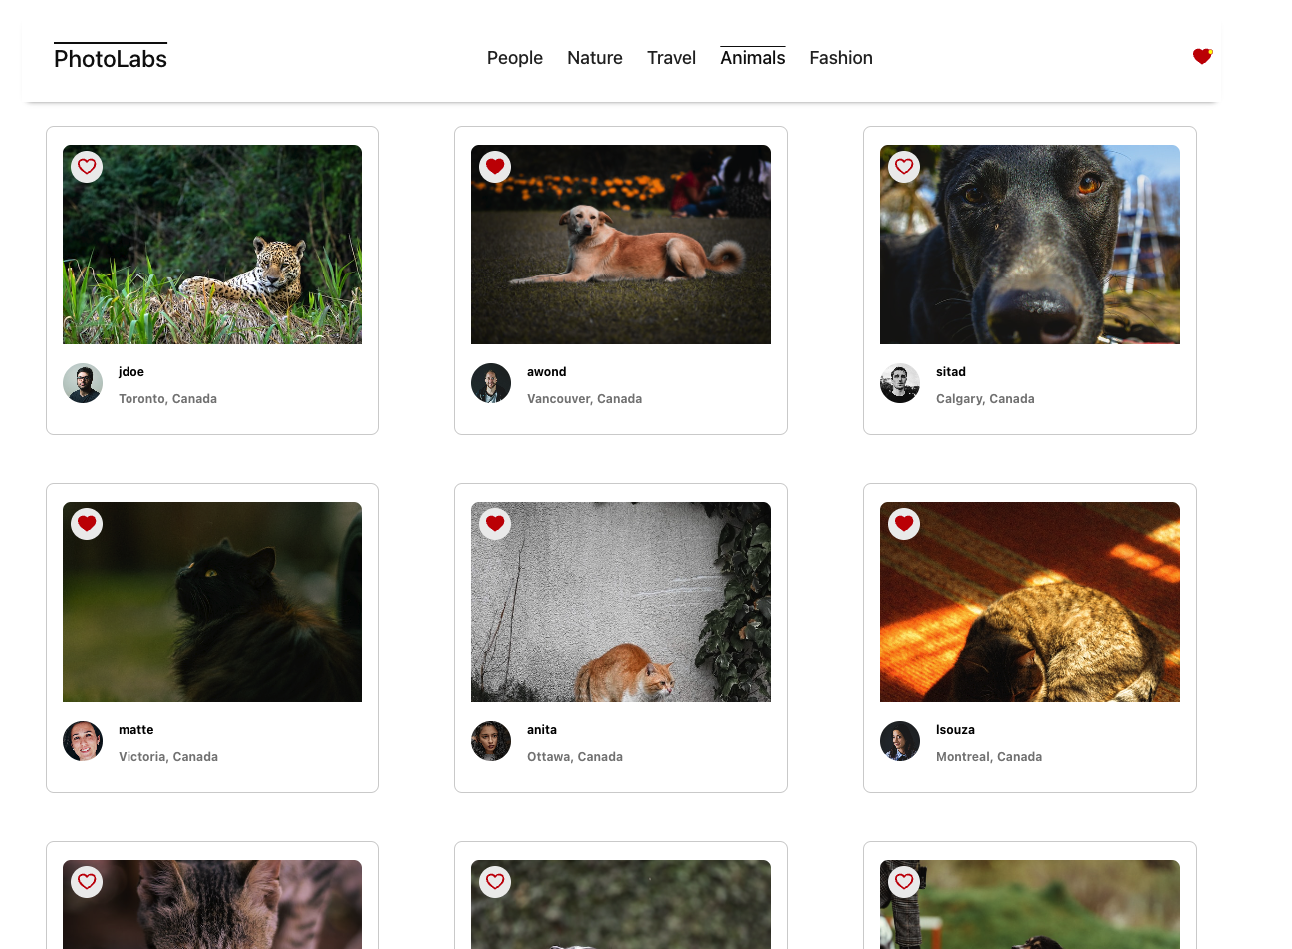 PhotoLabs
People Nature Travel Animals Fashion
jdoe
Toronto, Canada
awond
Vancouver, Canada
sitad
Calgary, Canada
matte
Victoria, Canada
anita
Ottawa, Canada
lsouza
Montreal, Canada